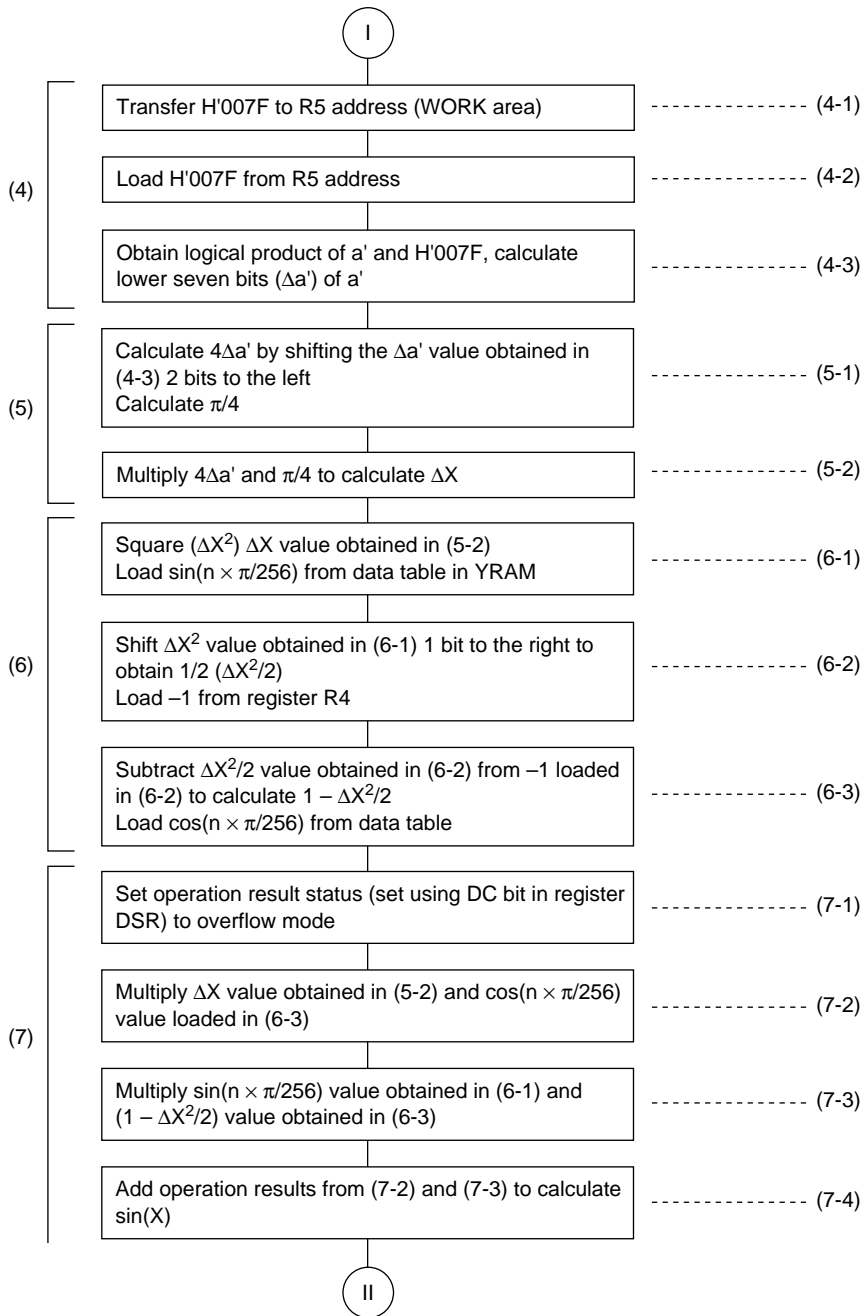 I
(4)
Transfer H'007F to R5 address (WORK area)
(4-1)
Load H'007F from R5 address
(4-2)
Obtain logical product of a' and H'007F, calculate
lower seven bits (Δa') of a'
(4-3)
(5)
Calculate 4Δa' by shifting the Δa' value obtained in
(4-3) 2 bits to the left
Calculate π/4
(5-1)
Multiply 4Δa' and π/4 to calculate ΔX
(5-2)
(6)
Square (ΔX²) ΔX value obtained in (5-2)
Load sin(n × π/256) from data table in YRAM
(6-1)
Shift ΔX² value obtained in (6-1) 1 bit to the right to
obtain 1/2 (ΔX²/2)
Load –1 from register R4
(6-2)
Subtract ΔX²/2 value obtained in (6-2) from –1 loaded
in (6-2) to calculate 1 – ΔX²/2
Load cos(n × π/256) from data table
(6-3)
(7)
Set operation result status (set using DC bit in register
DSR) to overflow mode
(7-1)
Multiply ΔX value obtained in (5-2) and cos(n × π/256)
value loaded in (6-3)
(7-2)
Multiply sin(n × π/256) value obtained in (6-1) and
(1 – ΔX²/2) value obtained in (6-3)
(7-3)
Add operation results from (7-2) and (7-3) to calculate
sin(X)
(7-4)
II